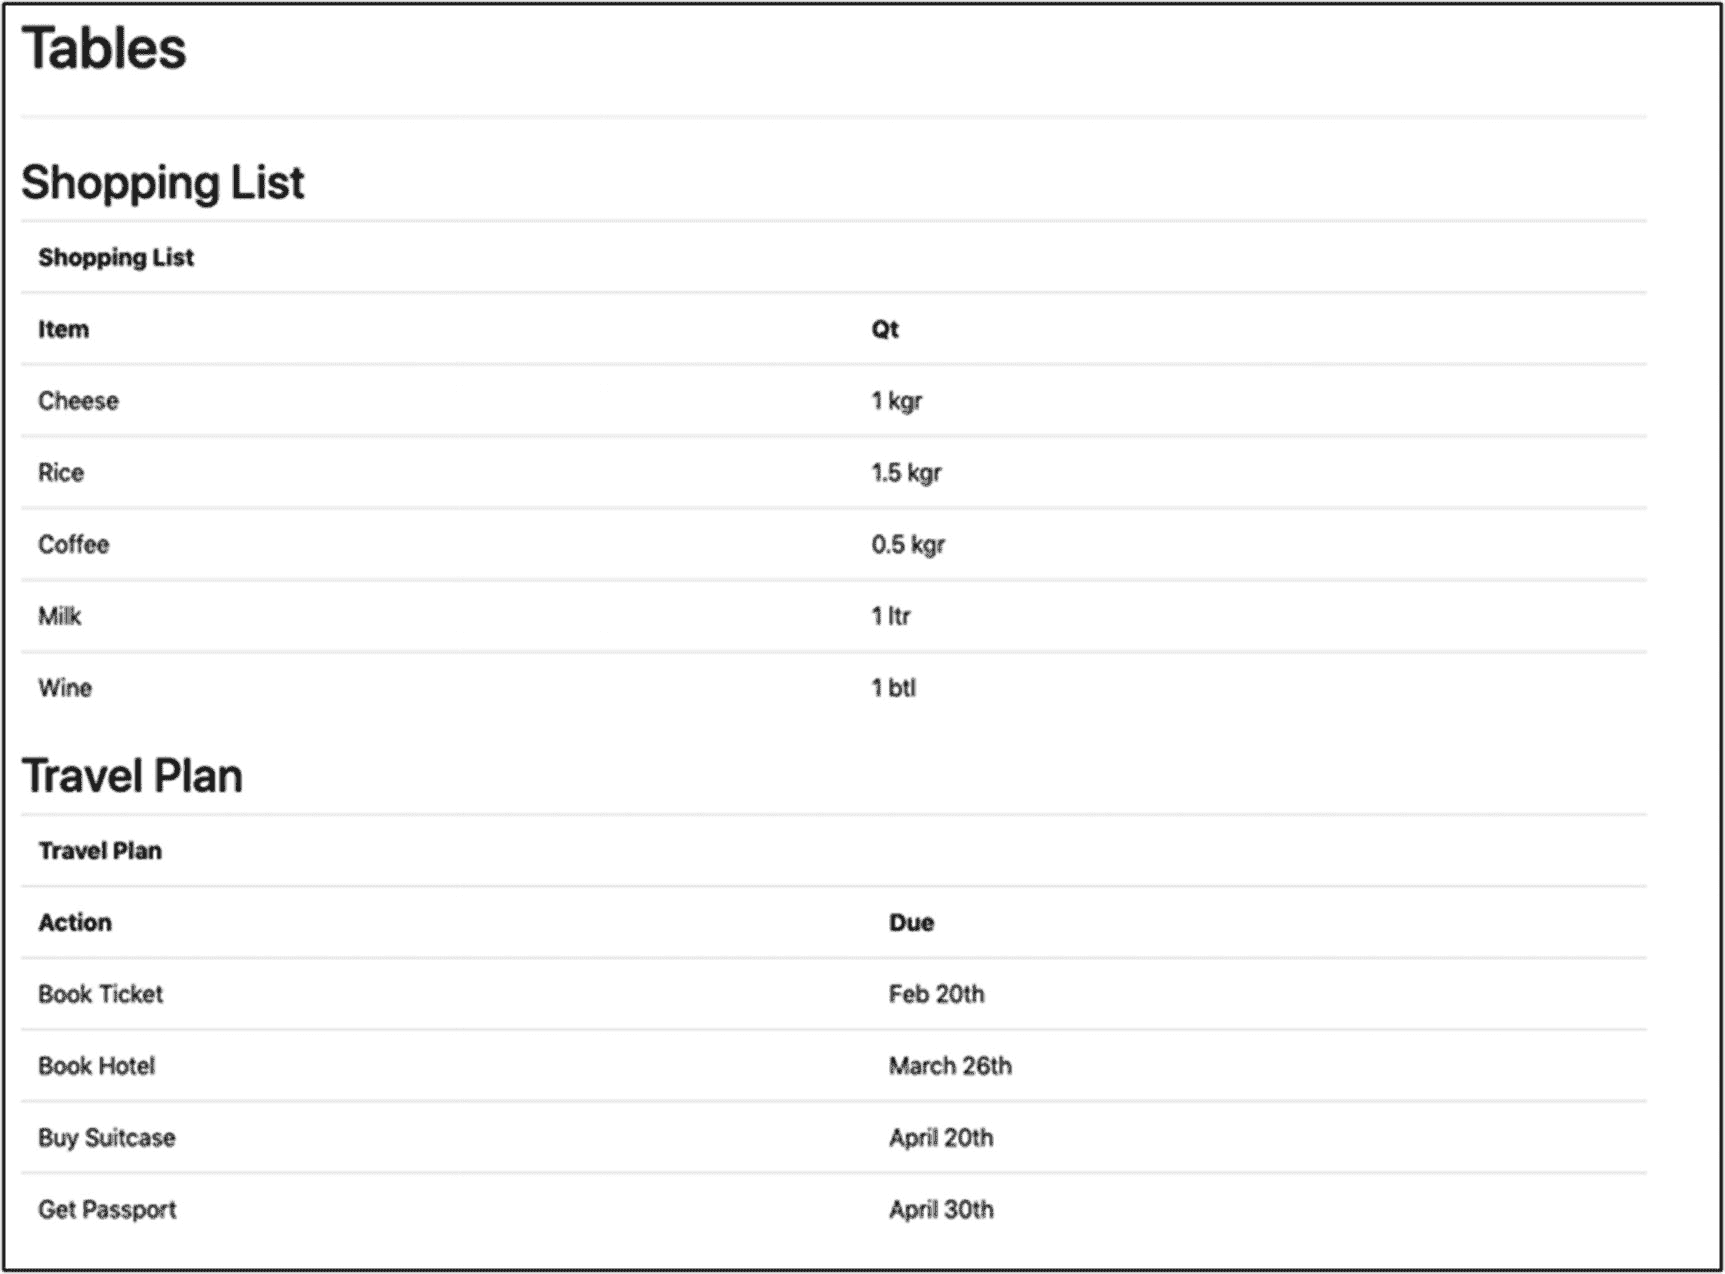 Tables
Shopping List
Shopping List
Item Qt
Cheese 1 kgr
Rice 1.5 kgr
Coffee 0.5 kgr
Milk 1 ltr
Wine 1 btl
Travel Plan
Travel Plan
Action Due
Book Ticket Feb 20th
Book Hotel March 26th
Buy Suitcase April 20th
Get Passport April 30th